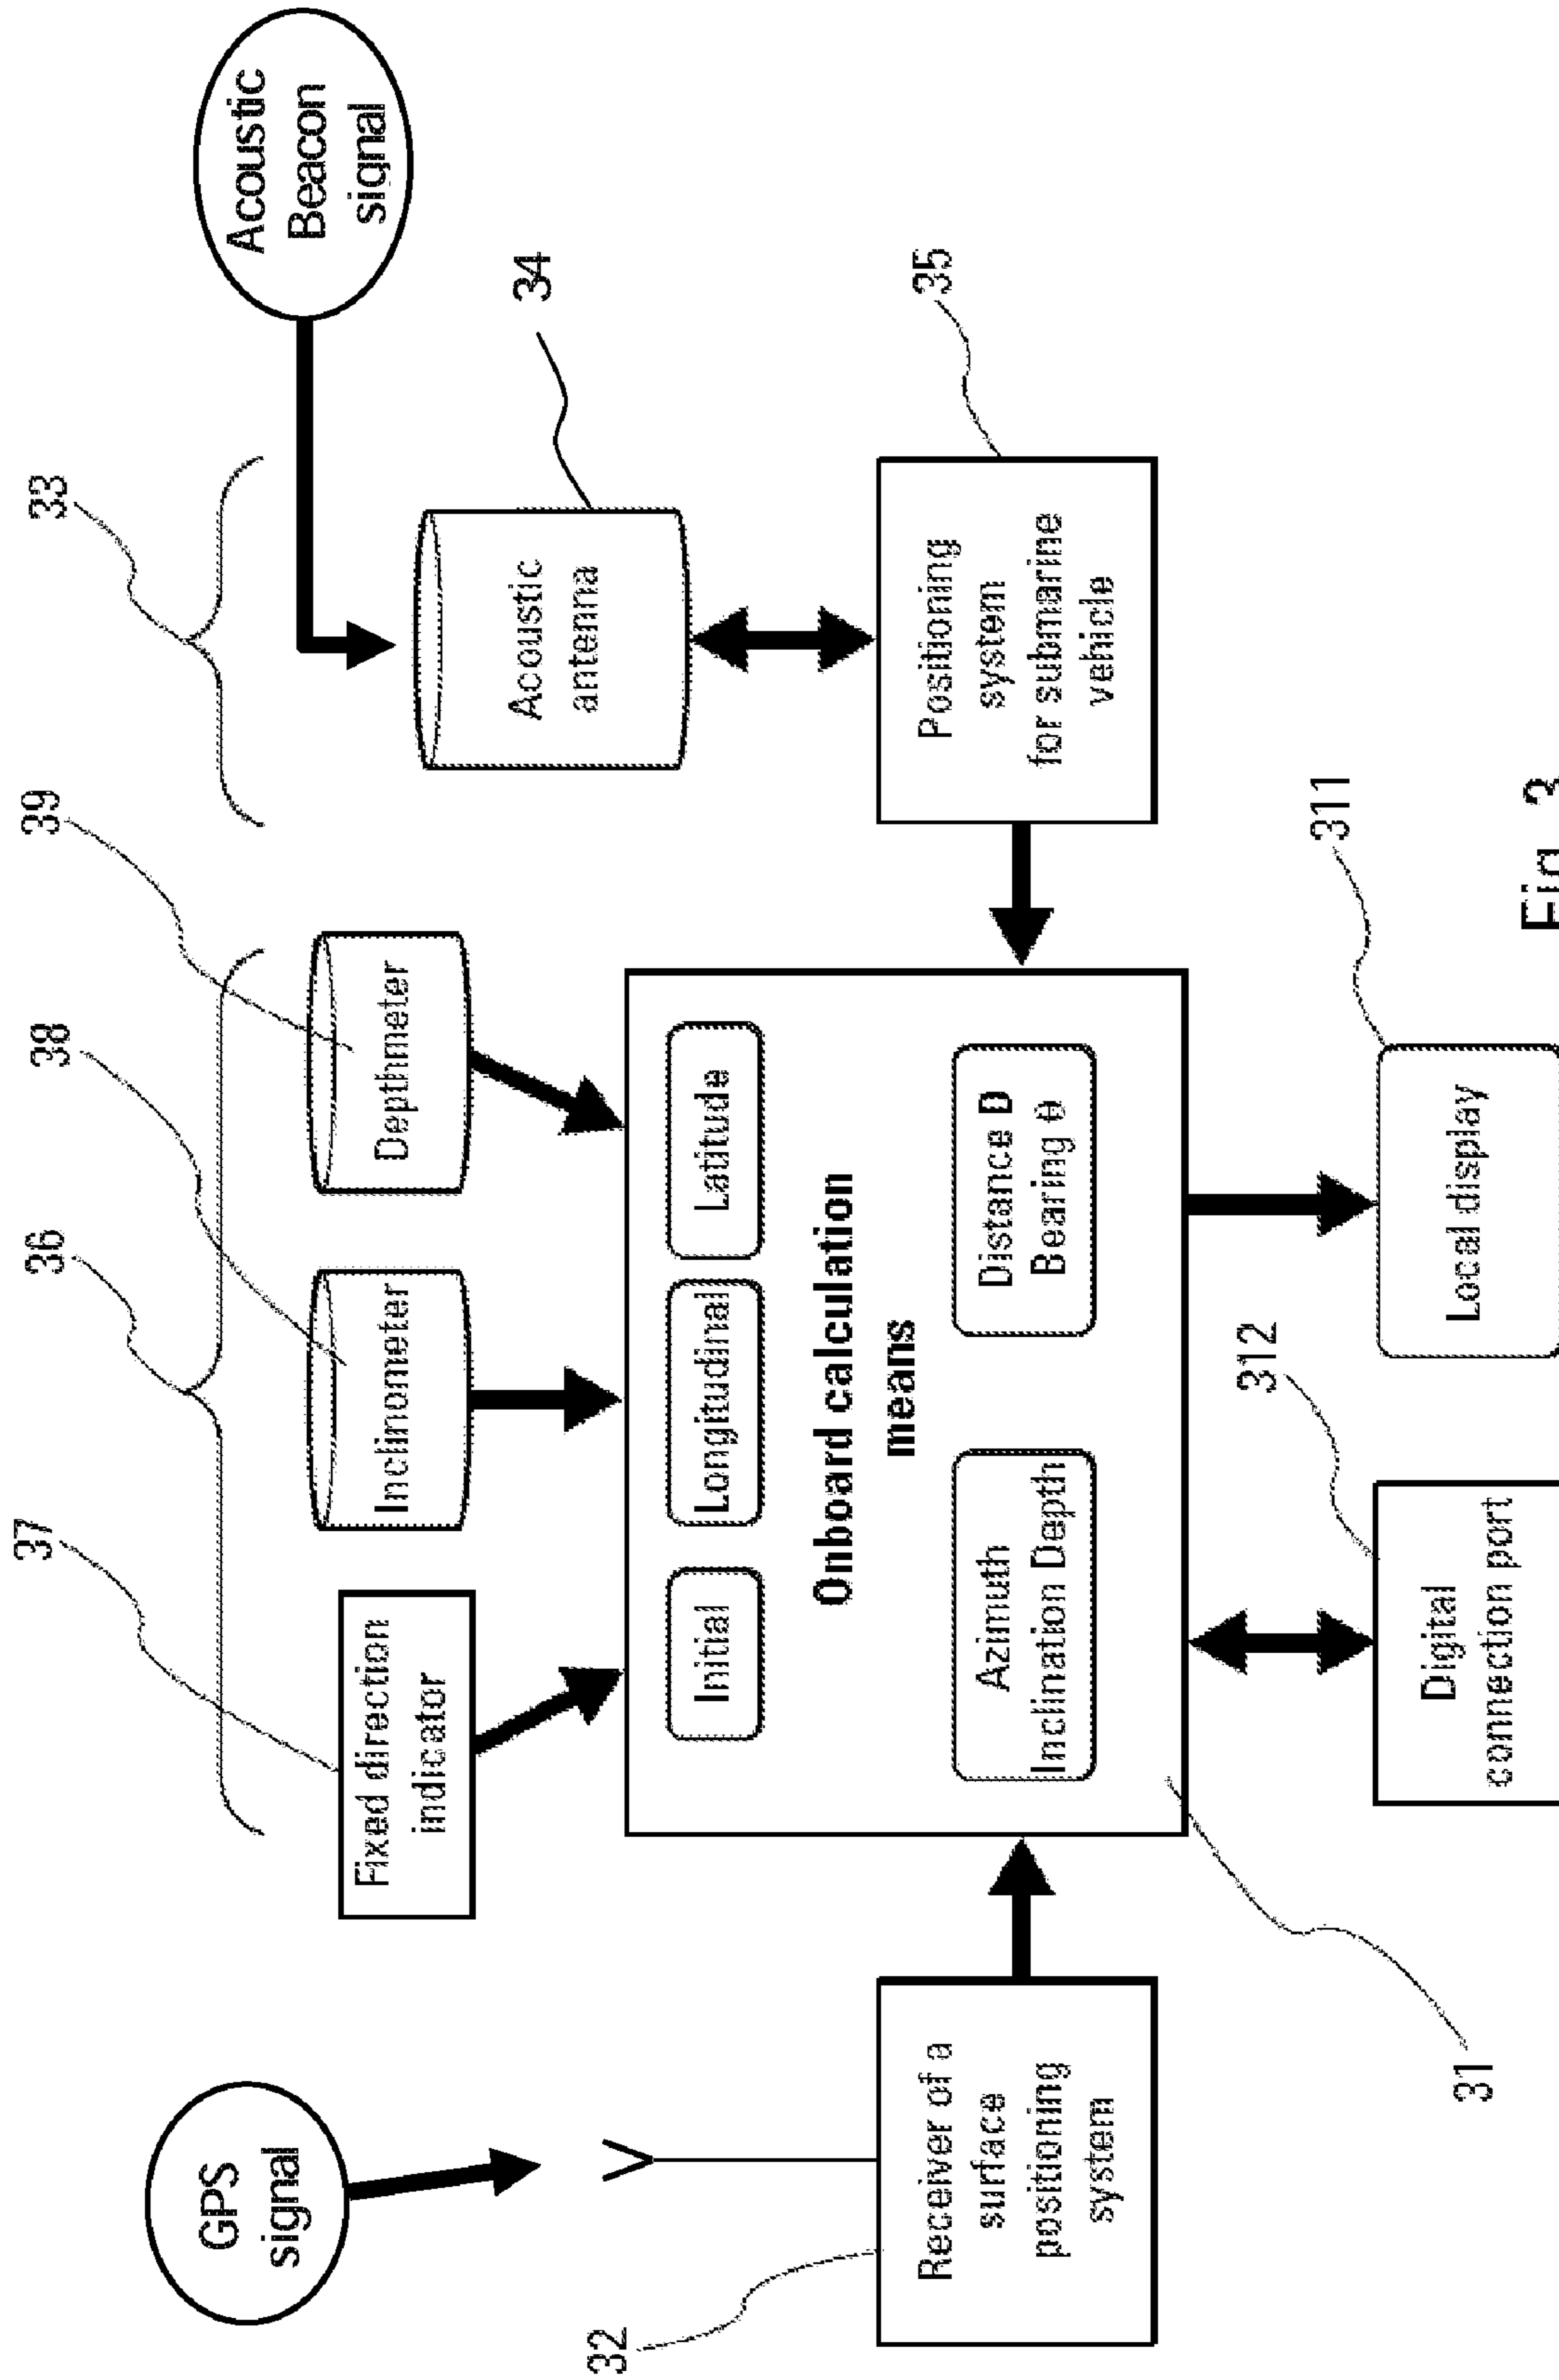 33
39
38
36
37
GPS
signal
Fixed direction
indicator
Inclinometer
Depthmeter
Acoustic
Beacon
signal
Acoustic
antenna
34
Initial
Longitudinal
Latitude
Onboard calculation
means
Azimuth
Inclination Depth
Distance D
Bearing θ
32
Receiver of a
surface
positioning
system
Positioning
system
for submarine
vehicle
35
31
312
311
Digital
connection port
Local display
Fig. 3